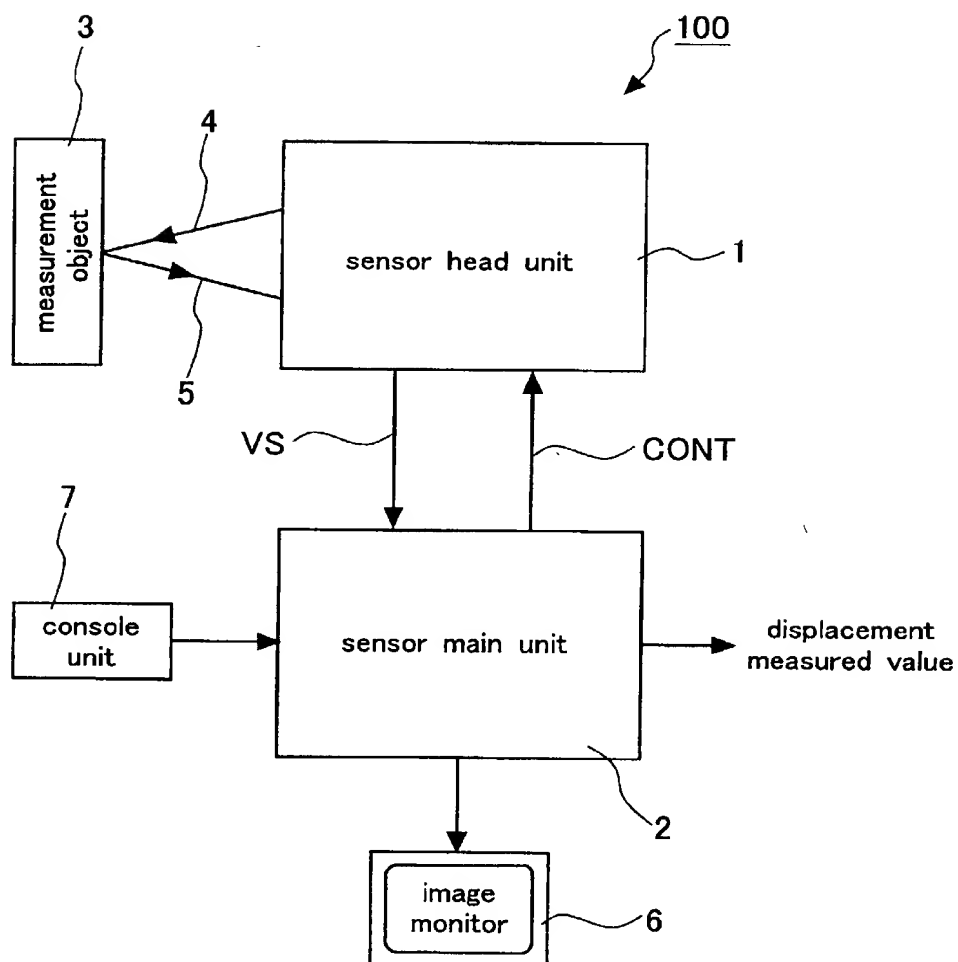 100
3
4
measurement
object
sensor head unit
1
5
VS
CONT
7
console
unit
sensor main unit
displacement
measured value
2
image
monitor
6